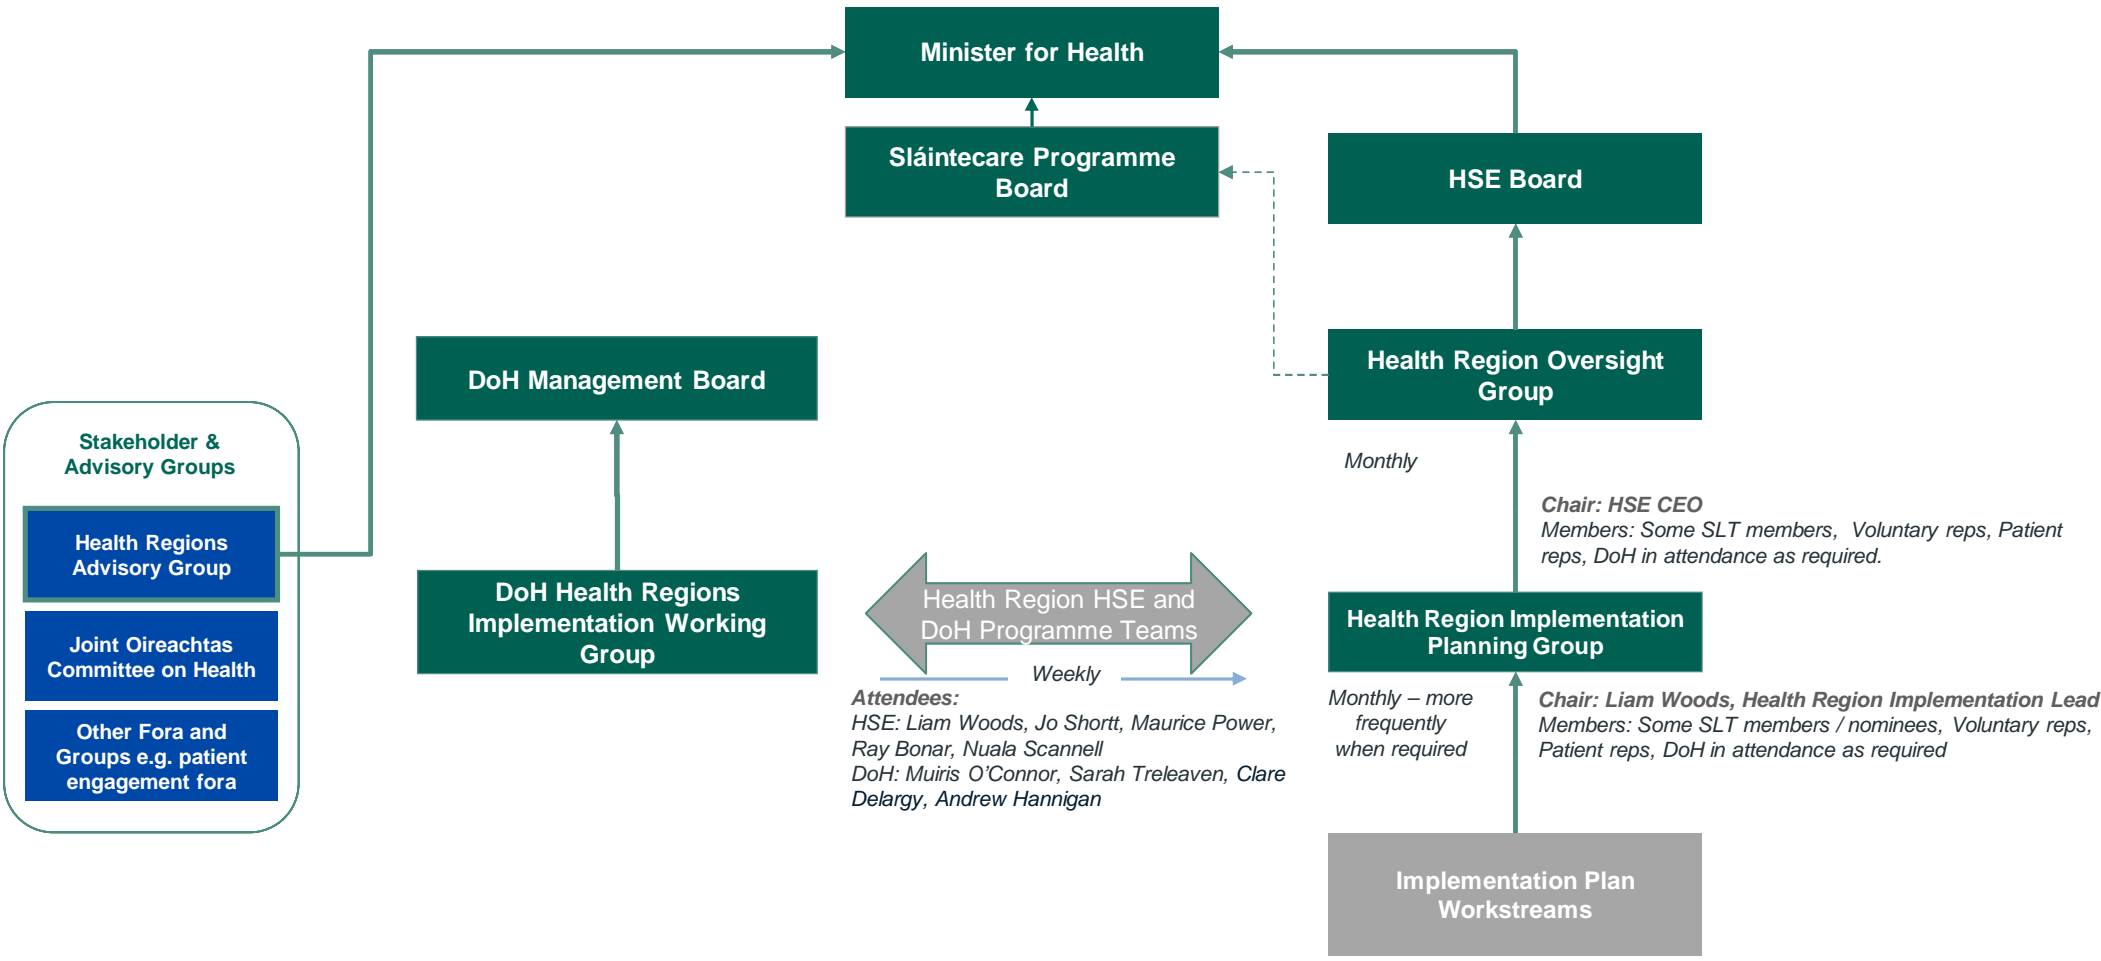 Minister for Health
Sláintecare Programme
Board
HSE Board
Health Region Oversight
Group
DoH Management Board
Stakeholder &
Advisory Groups
Health Regions
Advisory Group
Joint Oireachtas
Committee on Health
Other Fora and
Groups e.g. patient
engagement fora
DoH Health Regions
Implementation Working
Group
Health Region HSE and
DoH Programme Teams
Weekly
Attendees:
HSE: Liam Woods, Jo Shortt, Maurice Power,
Ray Bonar, Nuala Scannell
DoH: Muiris O'Connor, Sarah Treleaven, Clare
Delargy, Andrew Hannigan
Monthly
Chair: HSE CEO
Members: Some SLT members, Voluntary reps, Patient
reps, DoH in attendance as required.
Health Region Implementation
Planning Group
Monthly – more
frequently
when required
Chair: Liam Woods, Health Region Implementation Lead
Members: Some SLT members / nominees, Voluntary reps,
Patient reps, DoH in attendance as required
Implementation Plan
Workstreams